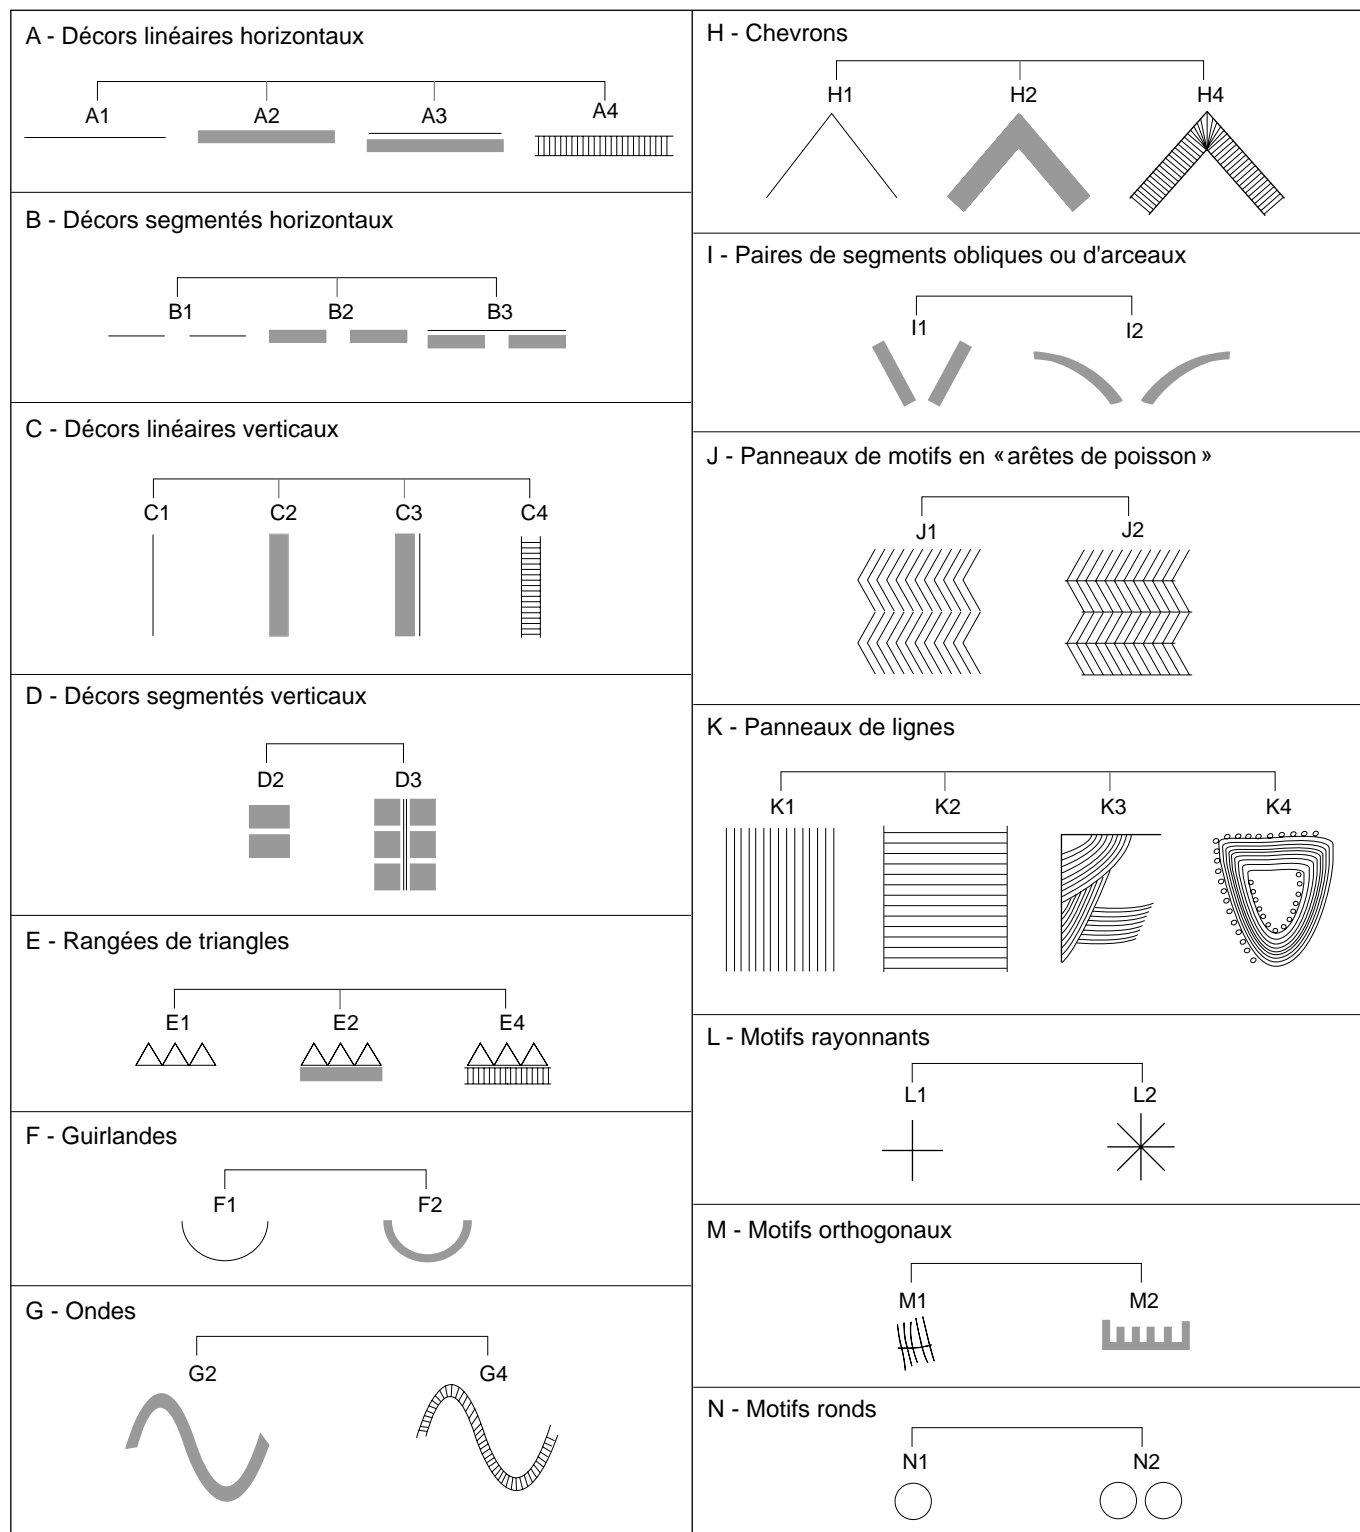 A - Décors linéaires horizontaux
A1 A2 A3 A4
B - Décors segmentés horizontaux
B1 B2 B3
C - Décors linéaires verticaux
C1 C2 C3 C4
D - Décors segmentés verticaux
D2 D3
E - Rangées de triangles
E1 E2 E4
F - Guirlandes
F1 F2
G - Ondes
G2 G4
H - Chevrons
H1 H2 H4
I - Paires de segments obliques ou d'arceaux
I1 I2
J - Panneaux de motifs en «arêtes de poisson»
J1 J2
K - Panneaux de lignes
K1 K2 K3 K4
L - Motifs rayonnants
L1 L2
M - Motifs orthogonaux
M1 M2
N - Motifs ronds
N1 N2